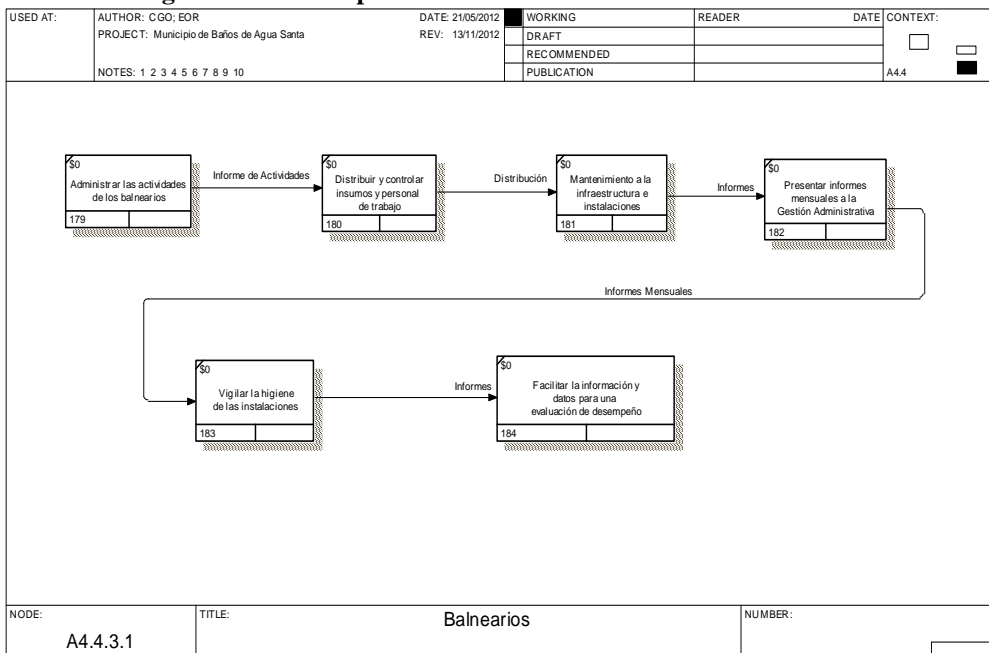 USED AT:
AUTHOR: CGO; EOR
DATE: 21/05/2012
WORKING
READER
DATE
CONTEXT:
PROJECT: Municipio de Baños de Agua Santa
REV: 13/11/2012
DRAFT
RECOMMENDED
NOTES: 1 2 3 4 5 6 7 8 9 10
PUBLICATION
A4.4
$0
Administrar las actividades
de los balnearios
179
Informe de Actividades
$0
Distribuir y controlar
insumos y personal
de trabajo
180
Distribución
$0
Mantenimiento a la
infraestructura e
instalaciones
181
Informes
$0
Presentar informes
mensuales a la
Gestión Administrativa
182
Informes Mensuales
$0
Vigilar la higiene
de las instalaciones
183
Informes
$0
Facilitar la información y
datos para una
evaluación de desempeño
184
NODE:
A4.4.3.1
TITLE:
Balnearios
NUMBER: